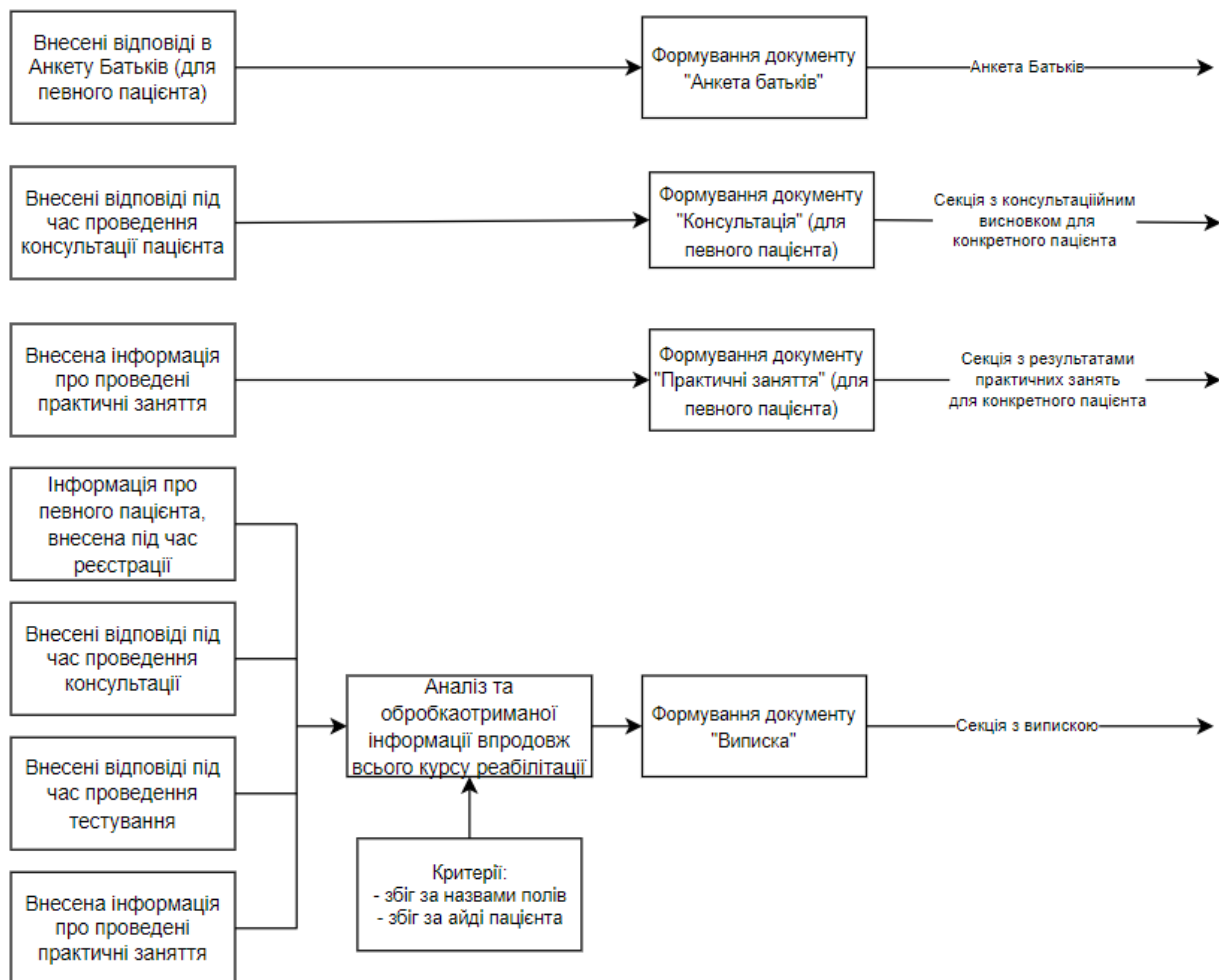 Внесені відповіді в
Анкету Батьків (для
певного пацієнта)
Формування документу
"Анкета батьків"
Анкета Батьків
Внесені відповіді під
час проведення
консультації пацієнта
Формування документу
"Консультація" (для
певного пацієнта)
Секція з консультаціійним
висновком для
конкретного пацієнта
Внесена інформація
про проведені
практичні заняття
Формування документу
"Практичні заняття" (для
певного пацієнта)
Секція з результатами
практичних занять
для конкретного пацієнта
Інформація про
певного пацієнта,
внесена під час
реєстрації
Внесені відповіді під
час проведення
консультації
Внесені відповіді під
час проведення
тестування
Внесена інформація
про проведені
практичні заняття
Аналіз та
обробкаотриманої
інформації впродовж
всього курсу реабілітації
Критерії:
- збіг за назвами полів
- збіг за айді пацієнта
Формування документу
"Виписка"
Секція з випискою